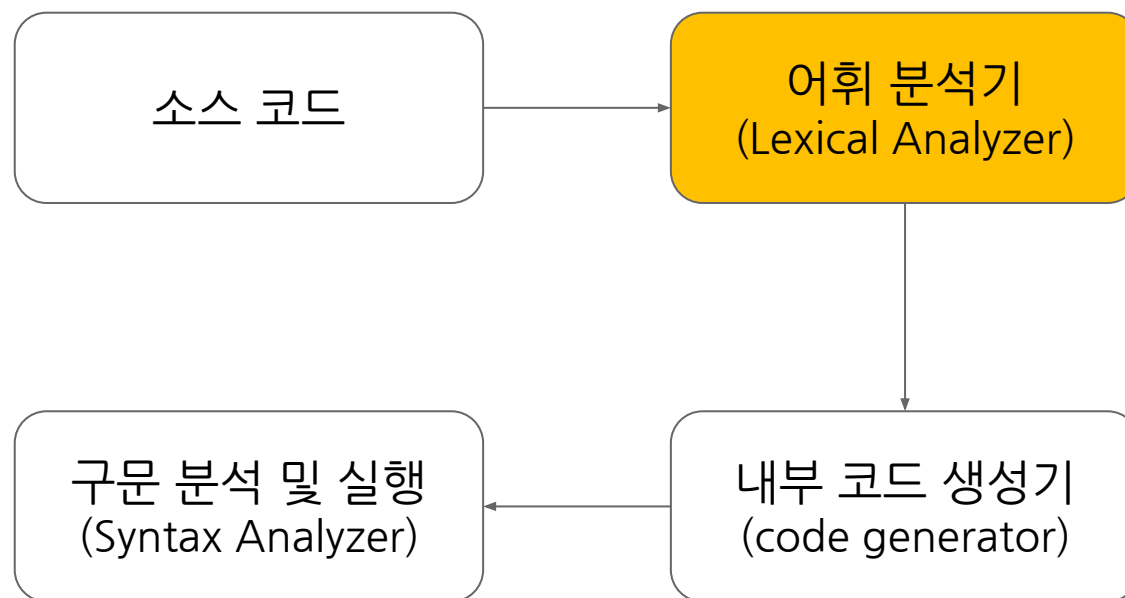 소스 코드
어휘 분석기
(Lexical Analyzer)
구문 분석 및 실행
(Syntax Analyzer)
내부 코드 생성기
(code generator)